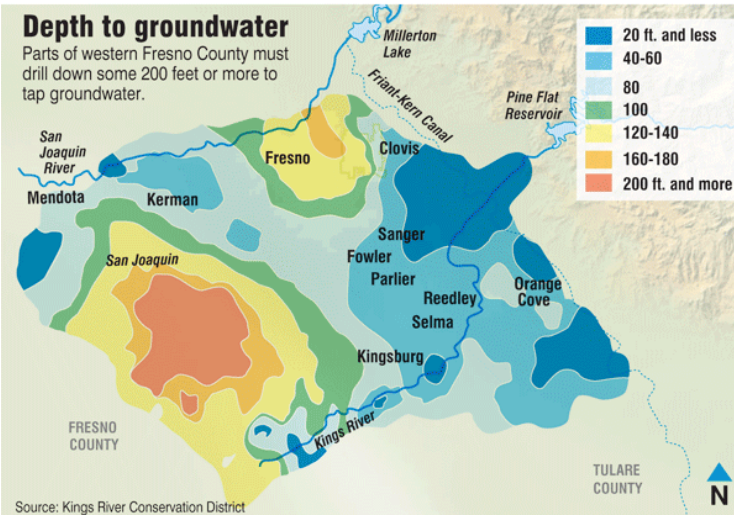 Depth to groundwater
Parts of western Fresno County must
drill down some 200 feet or more to
tap groundwater.
Millerton
Lake
Friant-Kern Canal
Pine Flat
Reservoir
20 ft. and less
40-60
80
100
120-140
160-180
200 ft. and more
San
Joaquin
River
Mendota
Kerman
Fresno
Clovis
San Joaquin
Sanger
Fowler
Parlier
Reedley
Selma
Orange
Cove
Kingsburg
Kings River
FRESNO
COUNTY
TULARE
COUNTY
N
Source: Kings River Conservation District